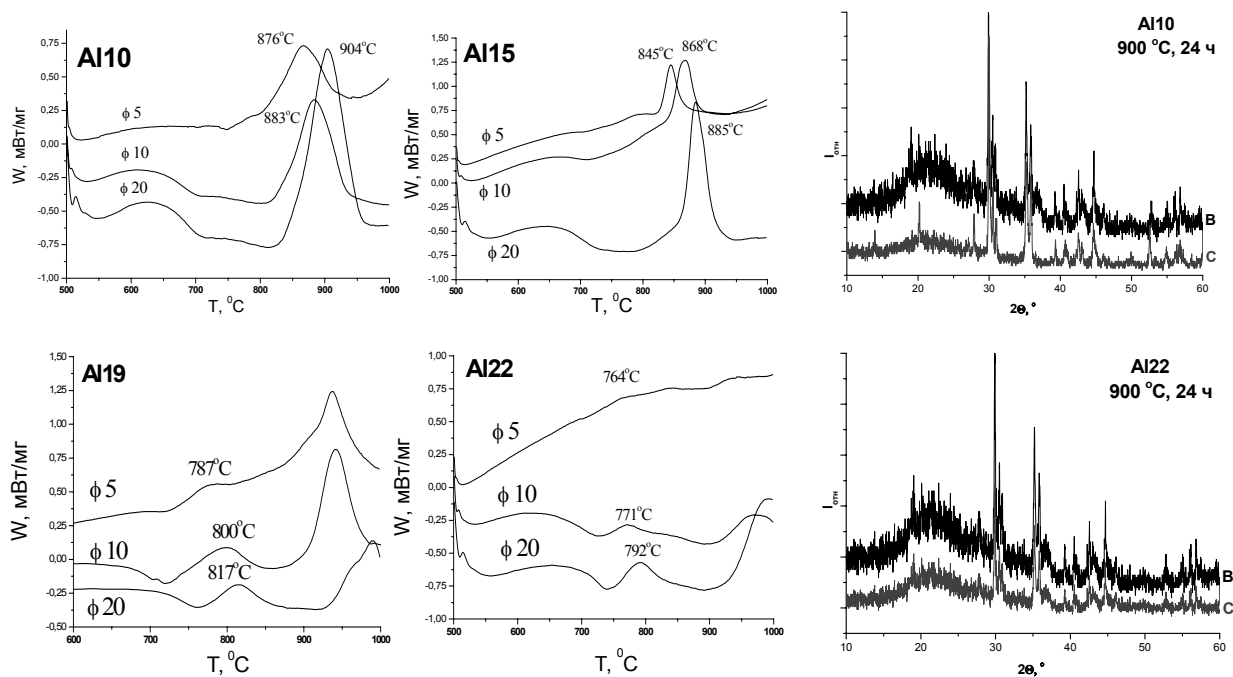 Al10
876°C
904°C
883°C
ϕ 5
ϕ 10
ϕ 20
W, мВт/мг
0,75
0,50
0,25
0,00
-0,25
-0,50
-0,75
-1,00
500 600 700 800 900 1000
T, °C
Al15
845°C
868°C
885°C
ϕ 5
ϕ 10
ϕ 20
W, мВт/мг
1,50
1,25
1,00
0,75
0,50
0,25
0,00
-0,25
-0,50
-0,75
-1,00
500 600 700 800 900 1000
T, °C
Al10
900 °C, 24 ч
I отн
B
C
10 20 30 40 50 60
2Θ,°
Al19
787°C
800°C
817°C
ϕ 5
ϕ 10
ϕ 20
W, мВт/мг
1,50
1,25
1,00
0,75
0,50
0,25
0,00
-0,25
-0,50
600 700 800 900 1000
T, °C
Al22
764°C
771°C
792°C
ϕ 5
ϕ 10
ϕ 20
W, мВт/мг
1,00
0,75
0,50
0,25
0,00
-0,25
-0,50
-0,75
-1,00
500 600 700 800 900 1000
T, °C
Al22
900 °C, 24 ч
I отн
B
C
10 20 30 40 50 60
2Θ,°